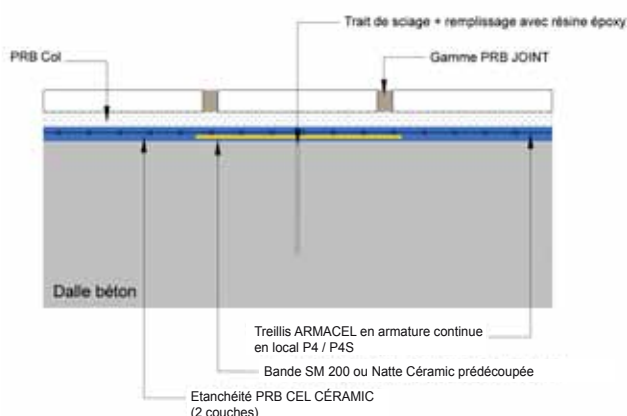 Trait de sciage + remplissage avec résine époxy
PRB Col
Gamme PRB JOINT
Dalle béton
Treillis ARMACEL en armature continue
en local P4 / P4S
Bande SM 200 ou Natte Céramic prédécoupée
Etanchéité PRB CEL CÉRAMIC
(2 couches)